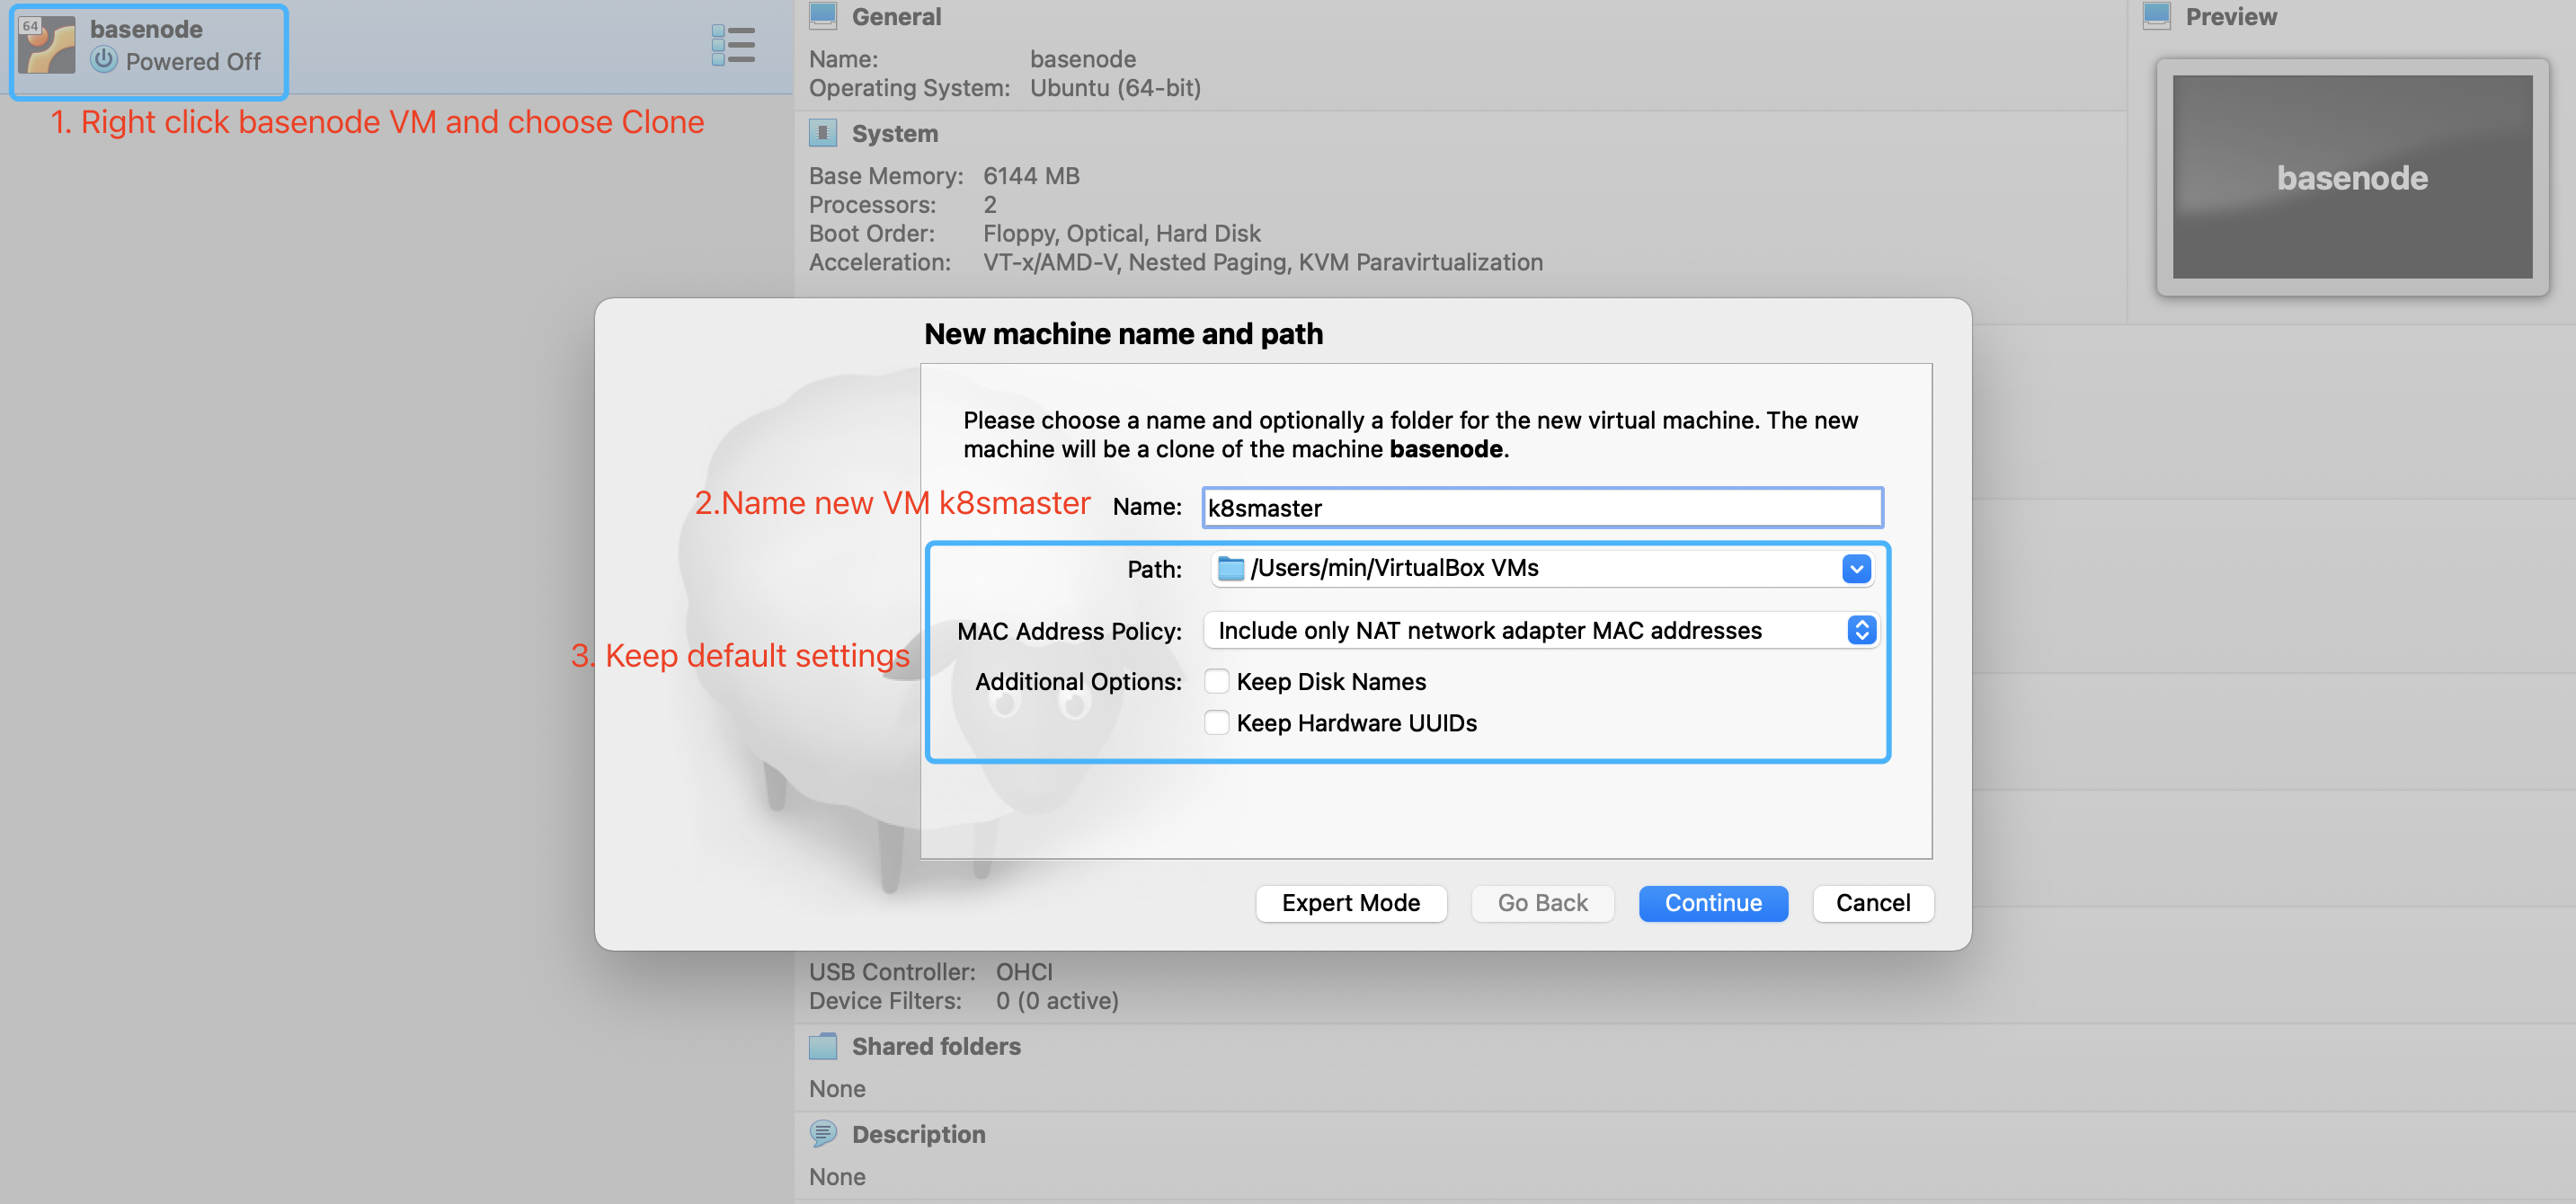 64
basenode
Powered Off
1. Right click basenode VM and choose Clone
General
Name: basenode
Operating System: Ubuntu (64-bit)
System
Base Memory: 6144 MB
Processors: 2
Boot Order: Floppy, Optical, Hard Disk
Acceleration: VT-x/AMD-V, Nested Paging, KVM Paravirtualization
Preview
basenode
New machine name and path
Please choose a name and optionally a folder for the new virtual machine. The new
machine will be a clone of the machine basenode.
2.Name new VM k8smaster
Name: k8smaster
Path: /Users/min/VirtualBox VMs
MAC Address Policy: Include only NAT network adapter MAC addresses
3. Keep default settings
Additional Options: Keep Disk Names
Keep Hardware UUIDs
Expert Mode
Go Back
Continue
Cancel
USB Controller: OHCI
Device Filters: 0 (0 active)
Shared folders
None
Description
None